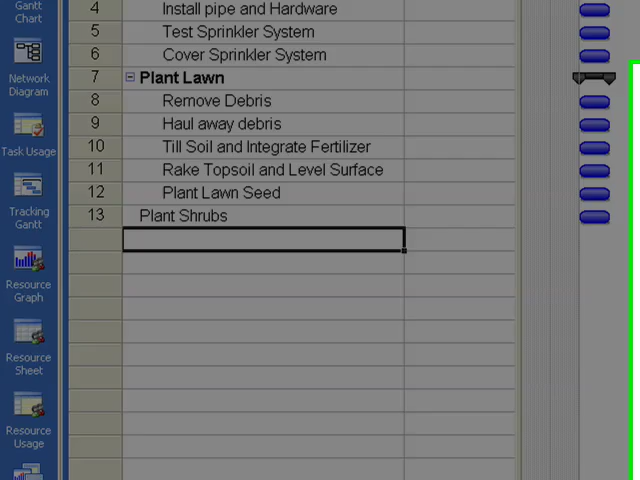 Gantt
Chart
Network
Diagram
Task Usage
Tracking
Gantt
Resource
Graph
Resource
Sheet
Resource
Usage
4 Install pipe and Hardware
5 Test Sprinkler System
6 Cover Sprinkler System
7 Plant Lawn
8 Remove Debris
9 Haul away debris
10 Till Soil and Integrate Fertilizer
11 Rake Topsoil and Level Surface
12 Plant Lawn Seed
13 Plant Shrubs